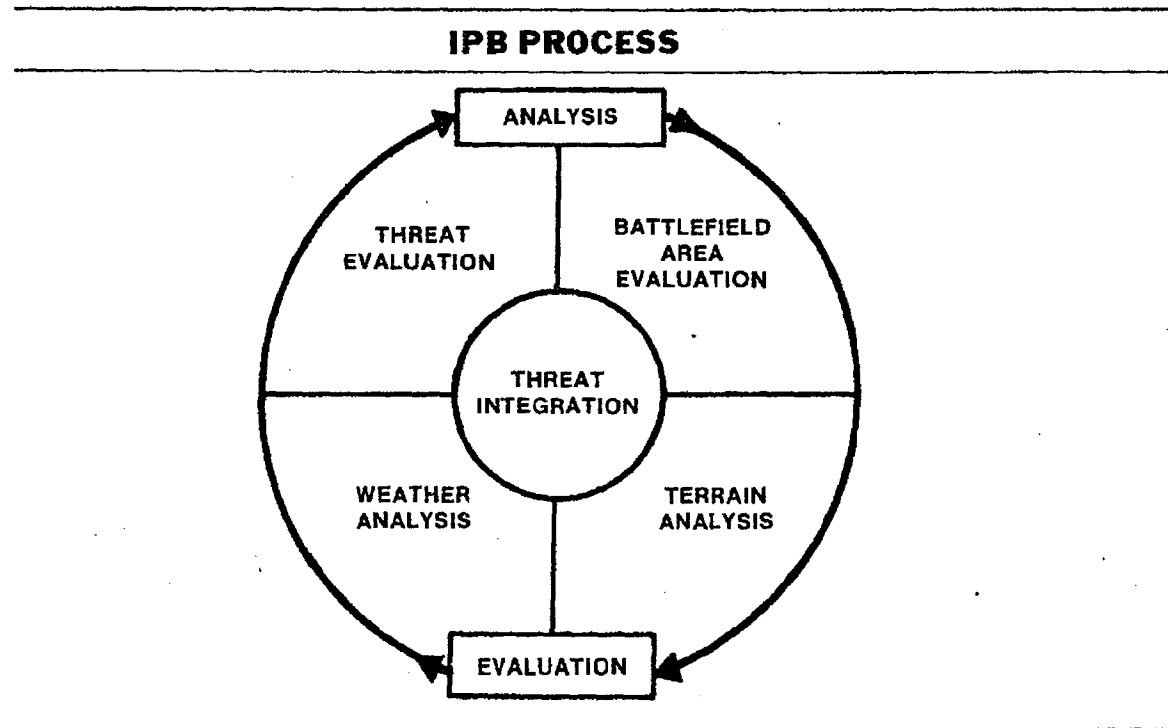 IPB PROCESS
ANALYSIS
THREAT
EVALUATION
BATTLEFIELD
AREA
EVALUATION
THREAT
INTEGRATION
WEATHER
ANALYSIS
TERRAIN
ANALYSIS
EVALUATION